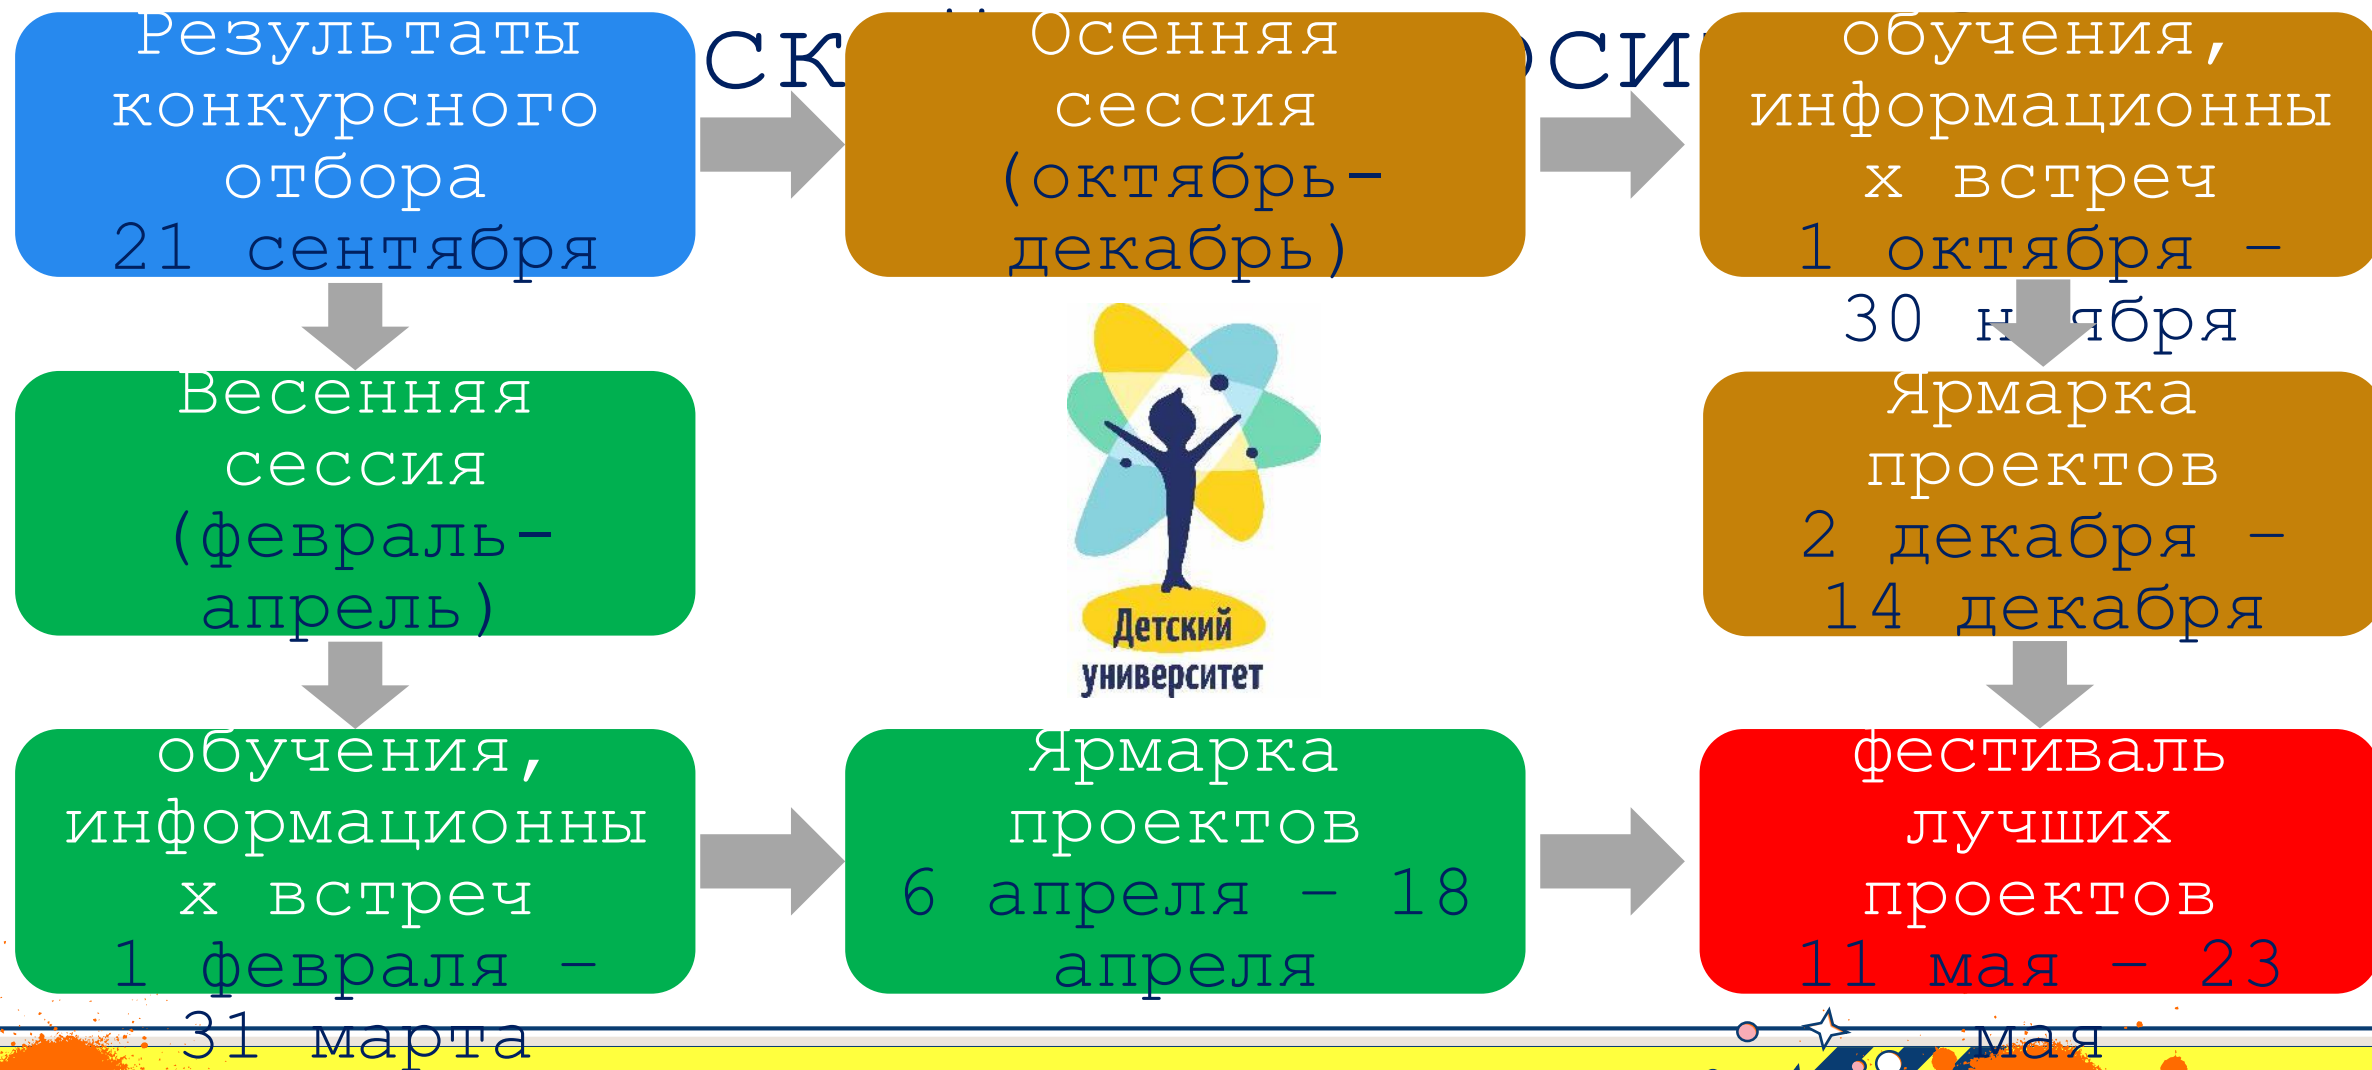 Результаты
конкурсного
отбора
21 сентября
Осенняя
сессия
(октябрь-
декабрь)
обучения,
информационны
х встреч
1 октября –
30 ноября
Весенняя
сессия
(февраль-
апрель)
Детский
университет
Ярмарка
проектов
2 декабря –
14 декабря
обучения,
информационны
х встреч
1 февраля –
31 марта
Ярмарка
проектов
6 апреля – 18
апреля
фестиваль
лучших
проектов
11 мая – 23
мая